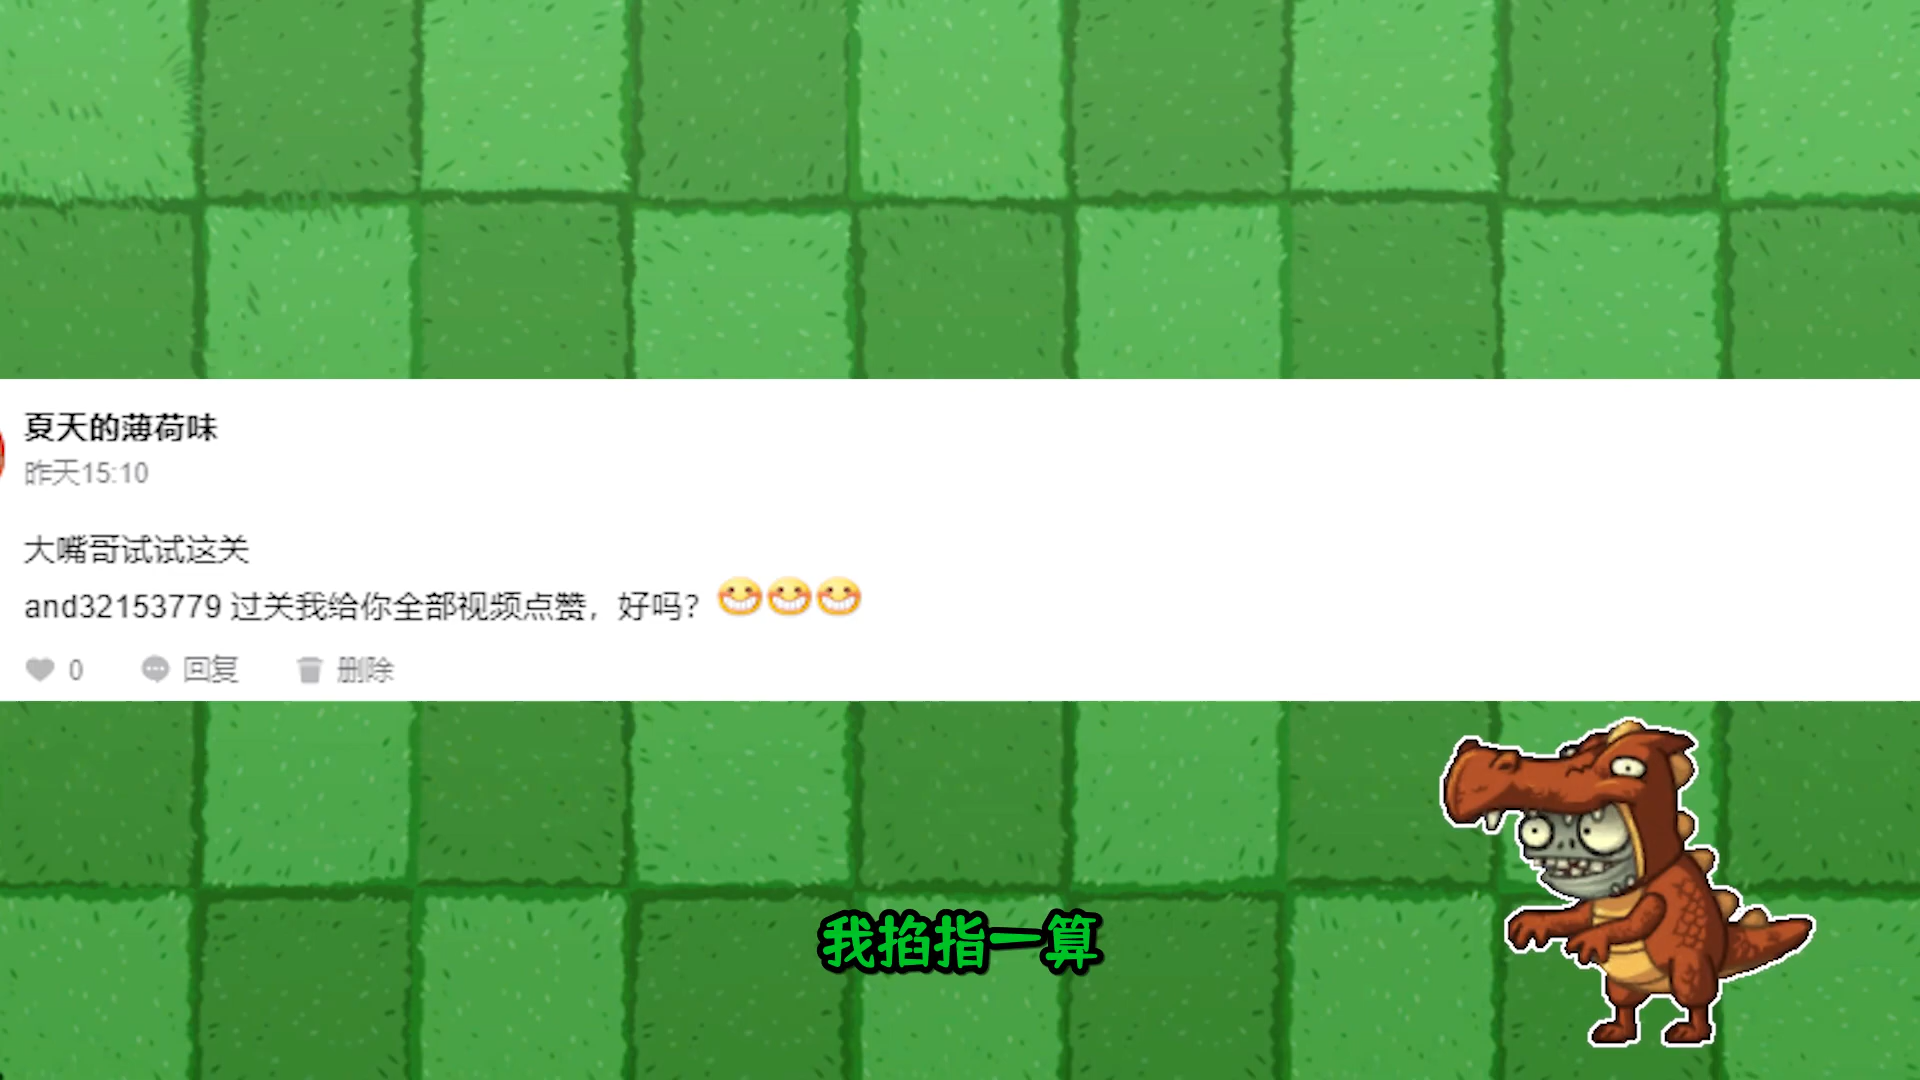 夏天的薄荷味
昨天15:10
大嘴哥试试这关
and32153779 过关我给你全部视频点赞，好吗？
0 回复 删除
我掐指一算